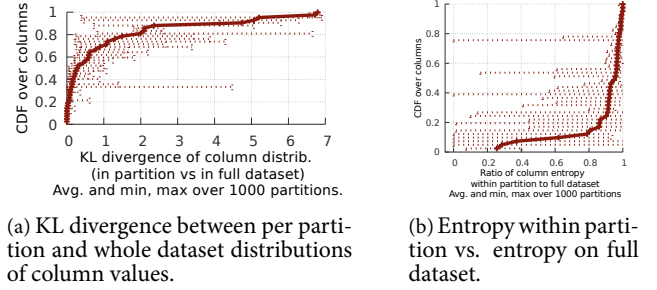 CDF over columns
1
0.8
0.6
0.4
0.2
0
0 1 2 3 4 5 6 7
KL divergence of column distrib.
(in partition vs in full dataset)
Avg. and min, max over 1000 partitions.
(a) KL divergence between per parti-
tion and whole dataset distributions
of column values.
CDF over columns
1
0.8
0.6
0.4
0.2
0
0 0.2 0.4 0.6 0.8 1
Ratio of column entropy
within partition to full dataset
Avg. and min, max over 1000 partitions
(b) Entropy within parti-
tion vs. entropy on full
dataset.